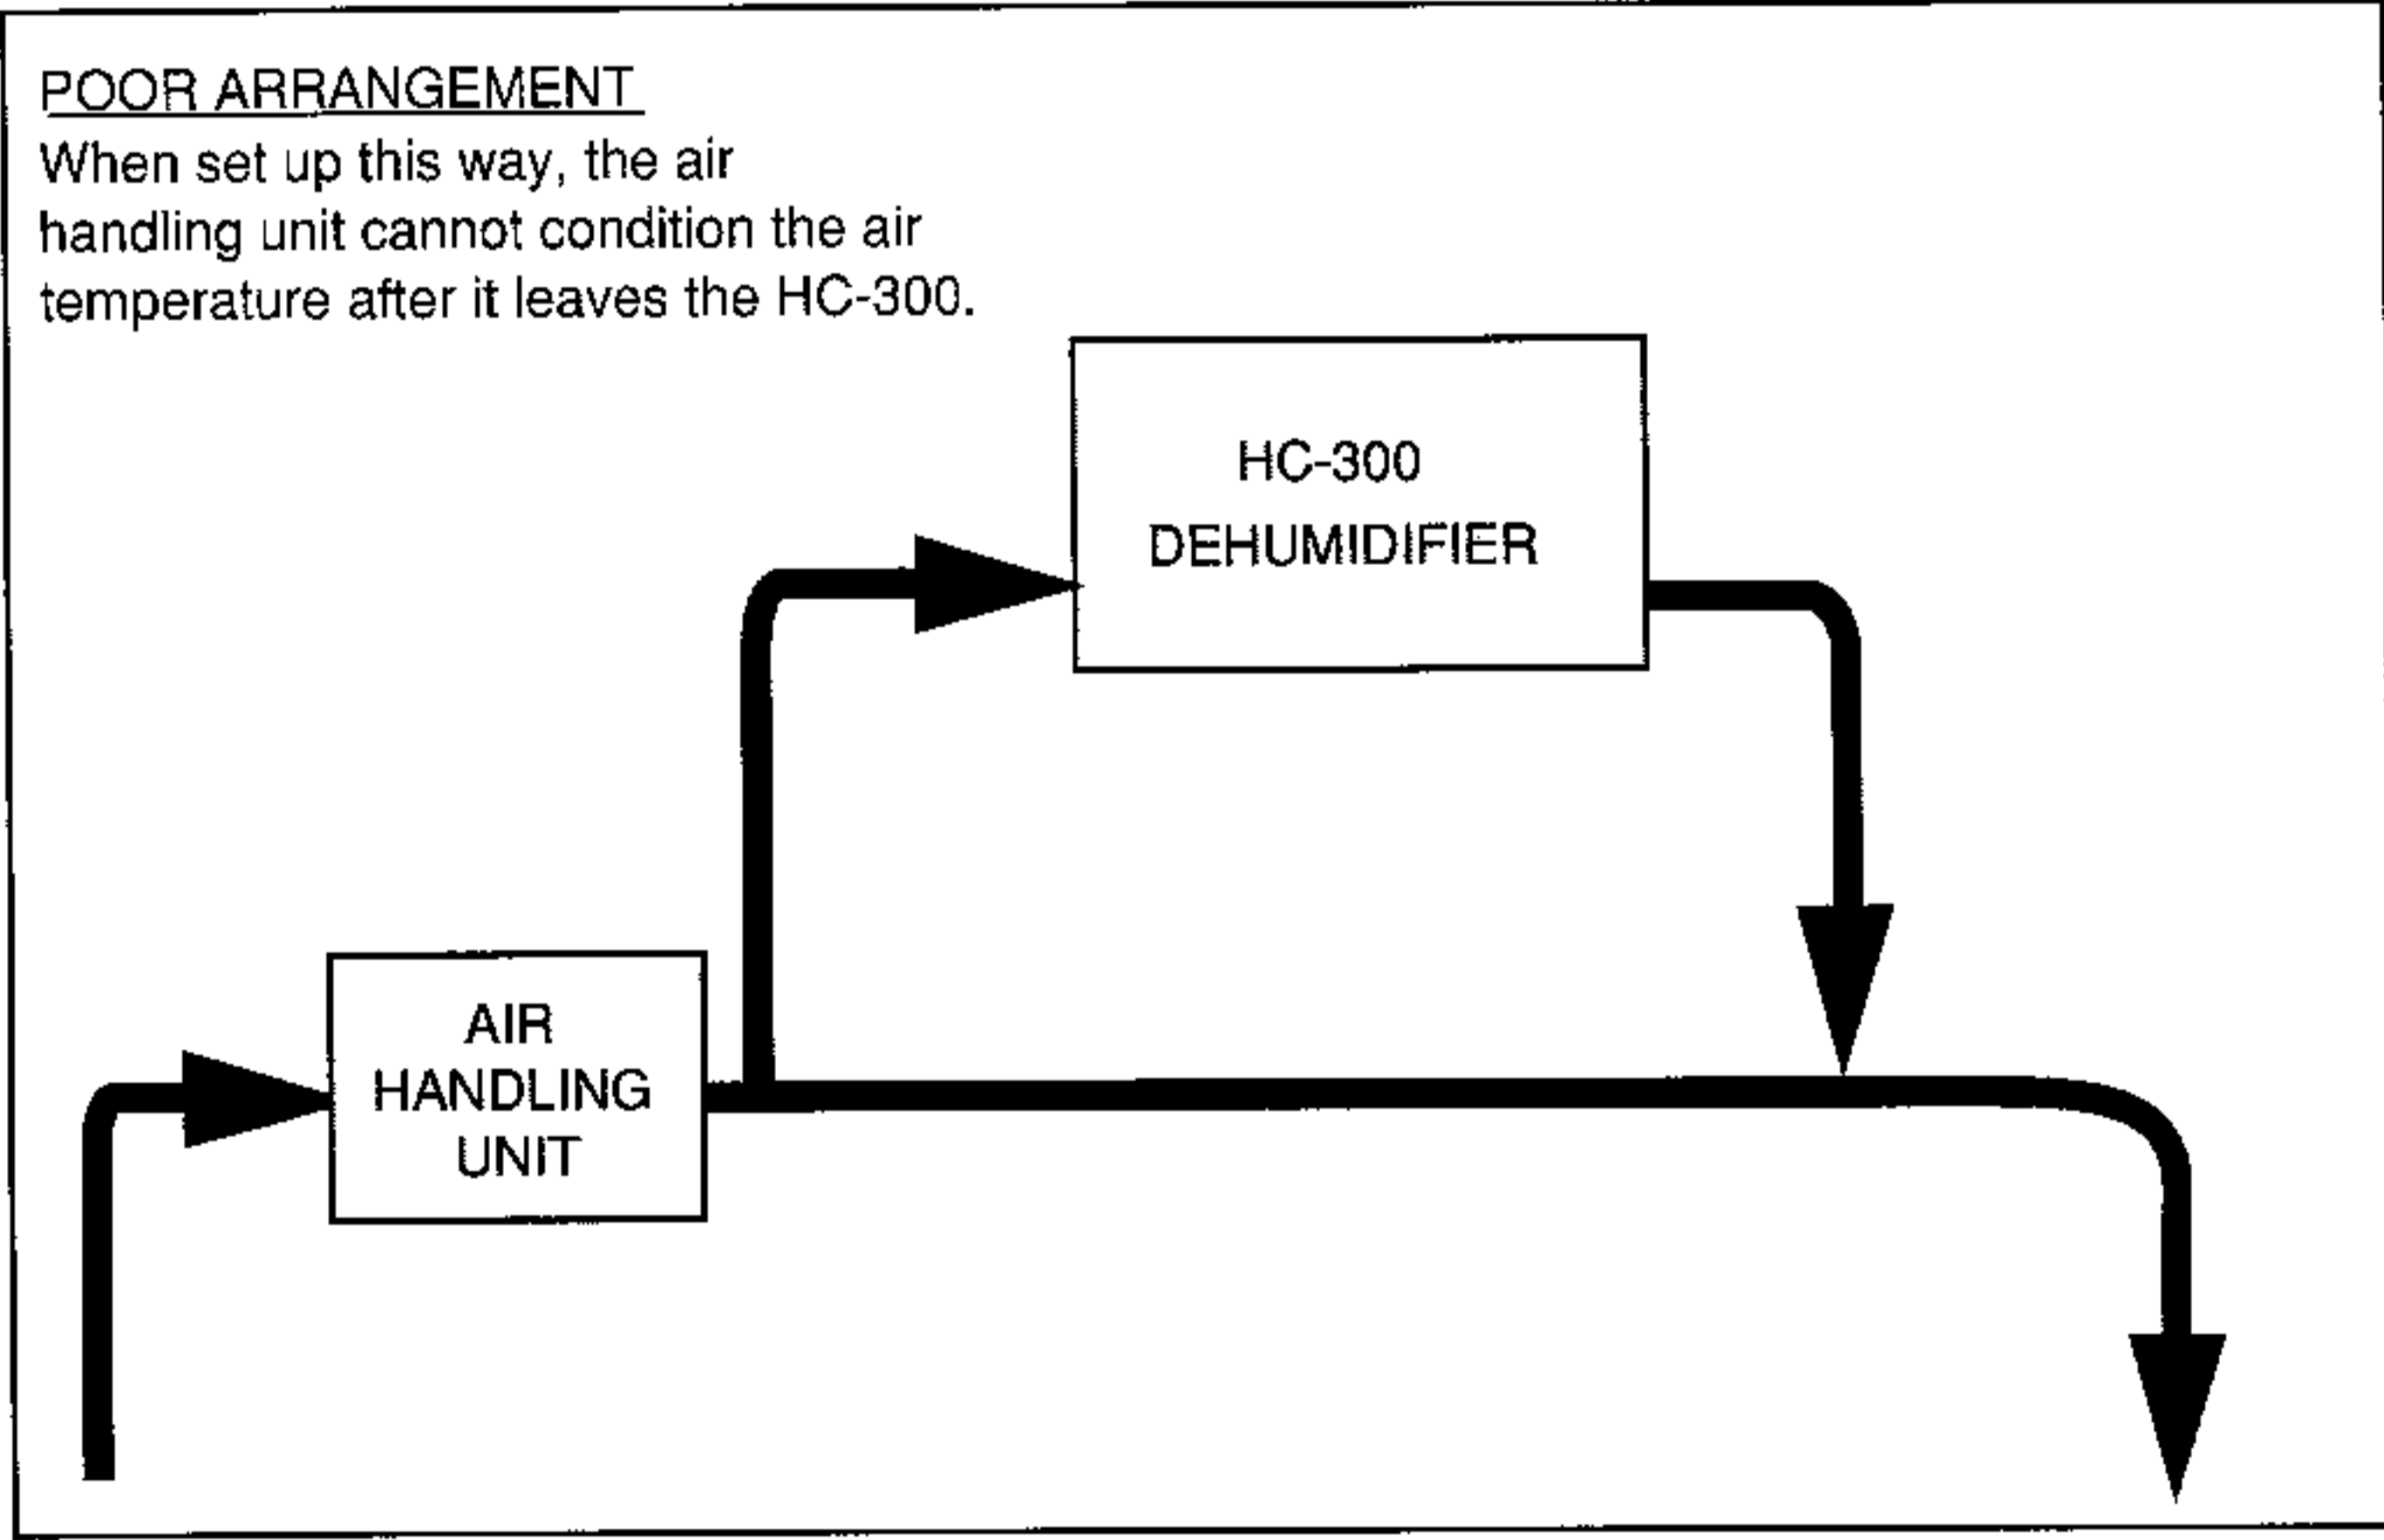 POOR ARRANGEMENT
When set up this way, the air
handling unit cannot condition the air
temperature after it leaves the HC-300.
HC-300
DEHUMIDIFIER
AIR
HANDLING
UNIT